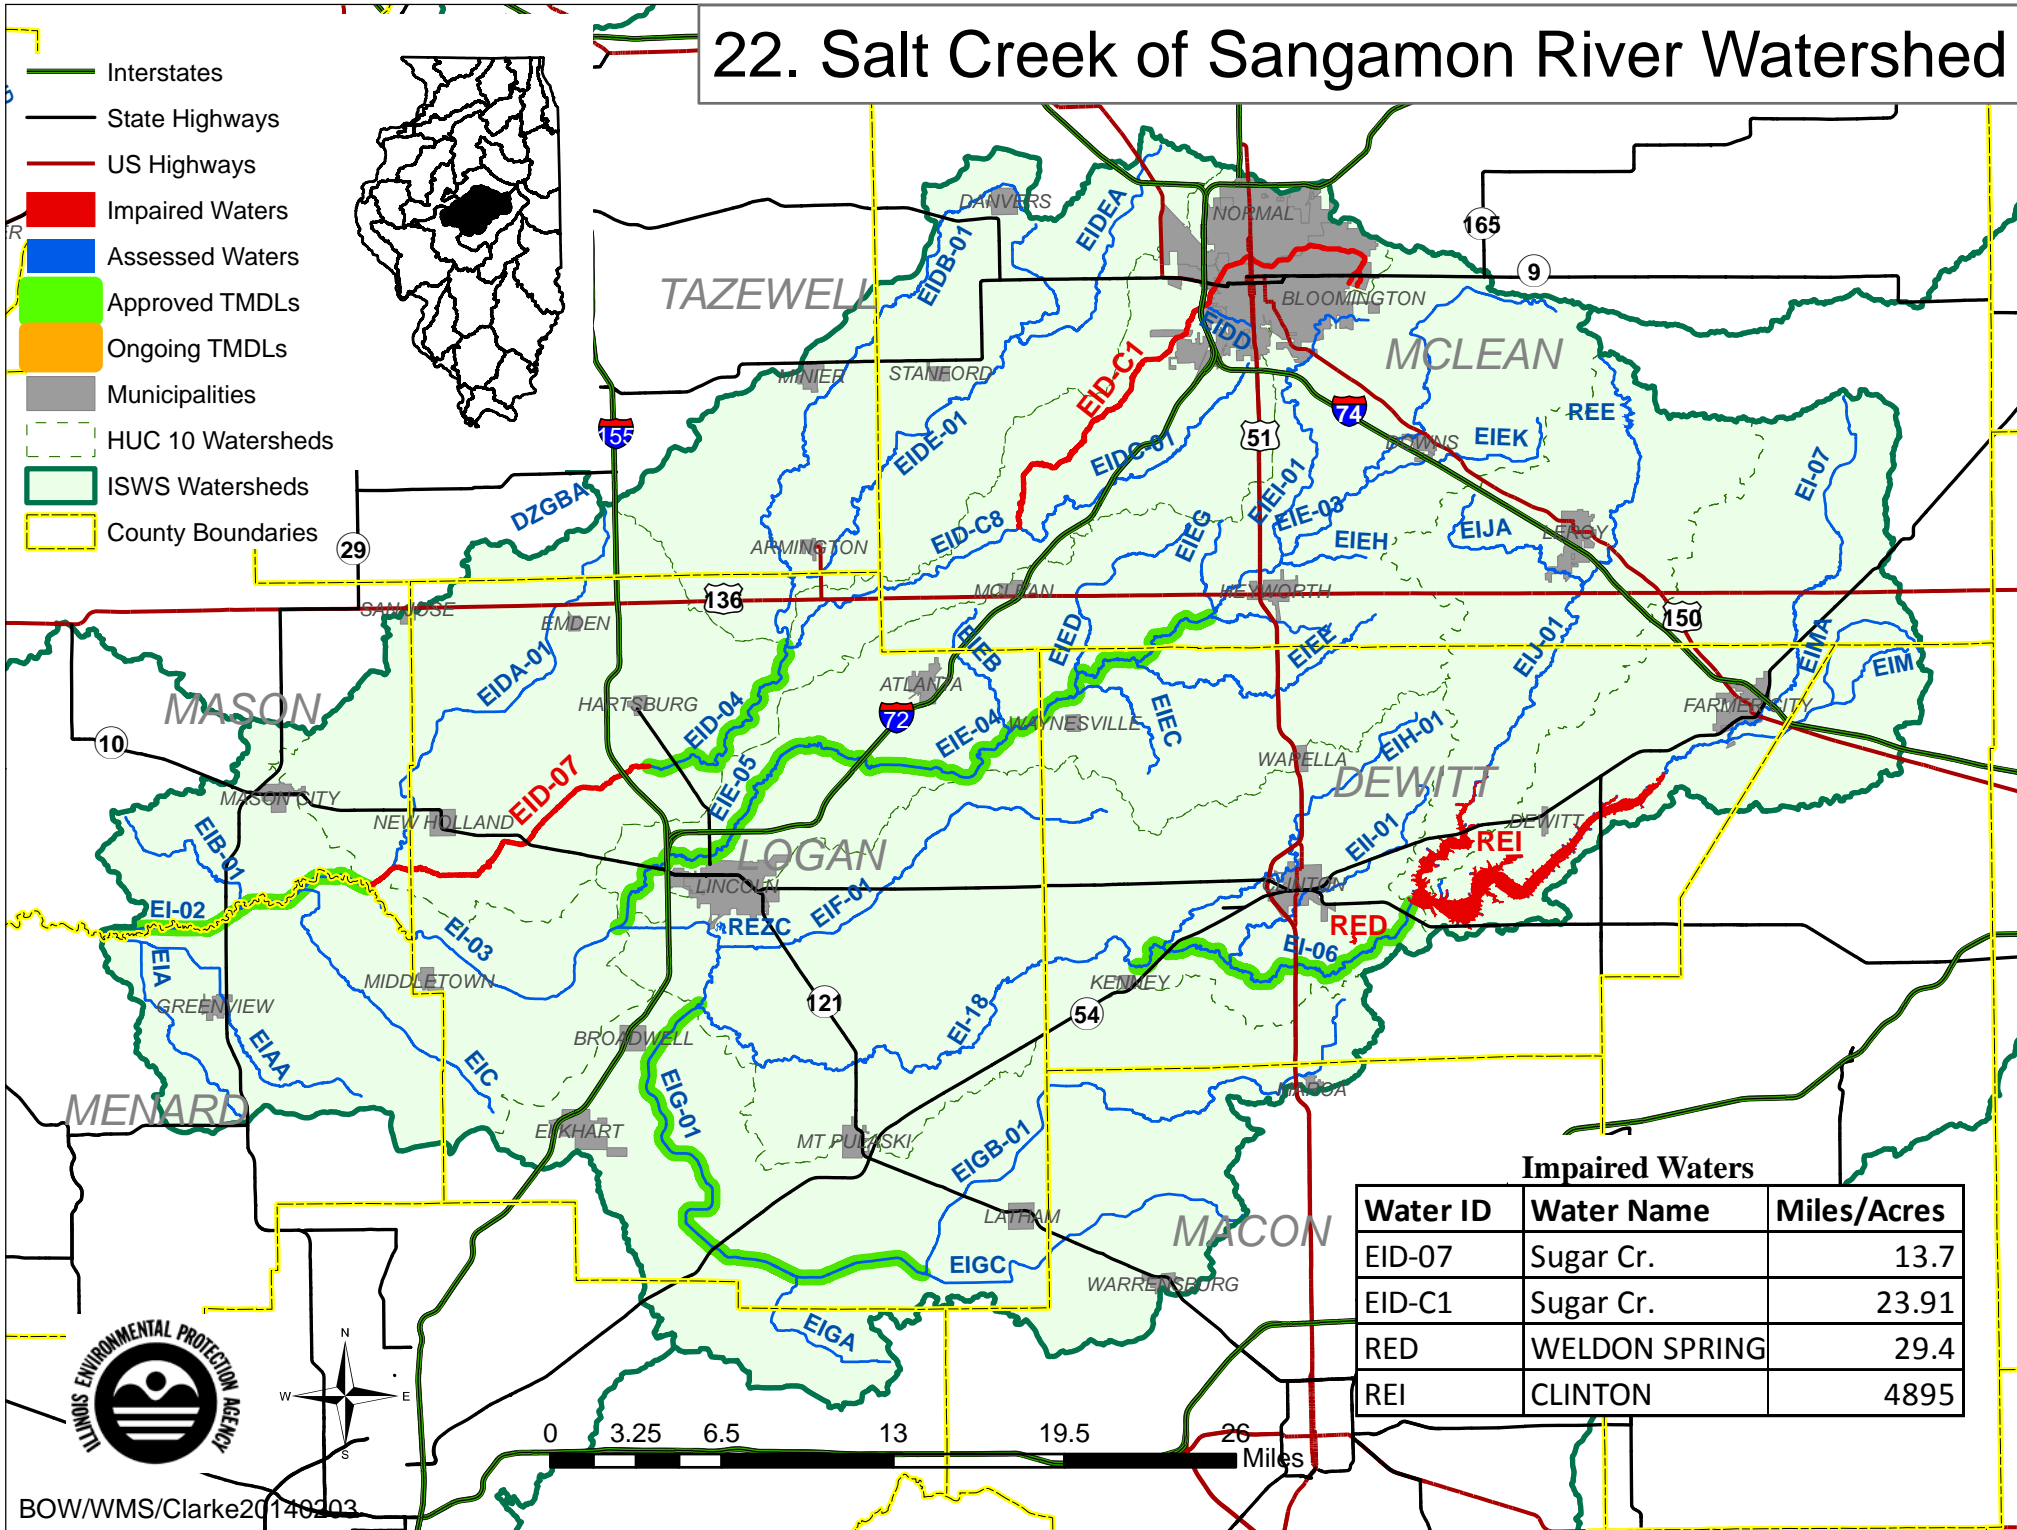 22. Salt Creek of Sangamon River Watershed
Interstates
State Highways
US Highways
Impaired Waters
Assessed Waters
Approved TMDLs
Ongoing TMDLs
Municipalities
HUC 10 Watersheds
ISWS Watersheds
County Boundaries
DANVERS
EIDEA
NORMAL
165
EIDB-01
9
TAZEWELL
BLOOMINGTON
EIDD
MCLEAN
EID-C1
MINIER
STANFORD
74
REE
155
51
EIDE-01
EIDC-01
DOWNS
EIEK
EI-07
EIEI-01
DZGBA
EIE-03
EID-C8
EIEG
EIEH
EIJA
LEROY
29
ARMINGTON
136
MCLEAN
HEYWORTH
SAN JOSE
EMDEN
150
EIEB
EIED
EIEE
EIJ-01
EIMA
EIM
EIDA-01
HARTSBURG
ATLANTA
MASON
EID-04
72
EIE-04
WAYNESVILLE
EIEC
FARMER CITY
10
EIH-01
WAPELLA
DEWITT
EIE-05
EID-07
MASON CITY
NEW HOLLAND
DEWITT
EIB-01
LOGAN
EII-01
REI
LINCOLN
CLINTON
EI-02
EIF-01
REZC
RED
EI-03
EI-06
EIA
MIDDLETOWN
KENNEY
GREENVIEW
121
EI-18
54
BROADWELL
EIAA
EIC
EIG-01
MAROA
MENARD
ELKHART
MT PULASKI
EIGB-01
LATHAM
MACON
EIGC
WARRENSBURG
EIGA
Impaired Waters
Water ID Water Name Miles/Acres
EID-07 Sugar Cr. 13.7
EID-C1 Sugar Cr. 23.91
RED WELDON SPRING 29.4
REI CLINTON 4895
ILLINOIS ENVIRONMENTAL PROTECTION AGENCY
N
W E
S
0 3.25 6.5 13 19.5 26
Miles
BOW/WMS/Clarke20140203